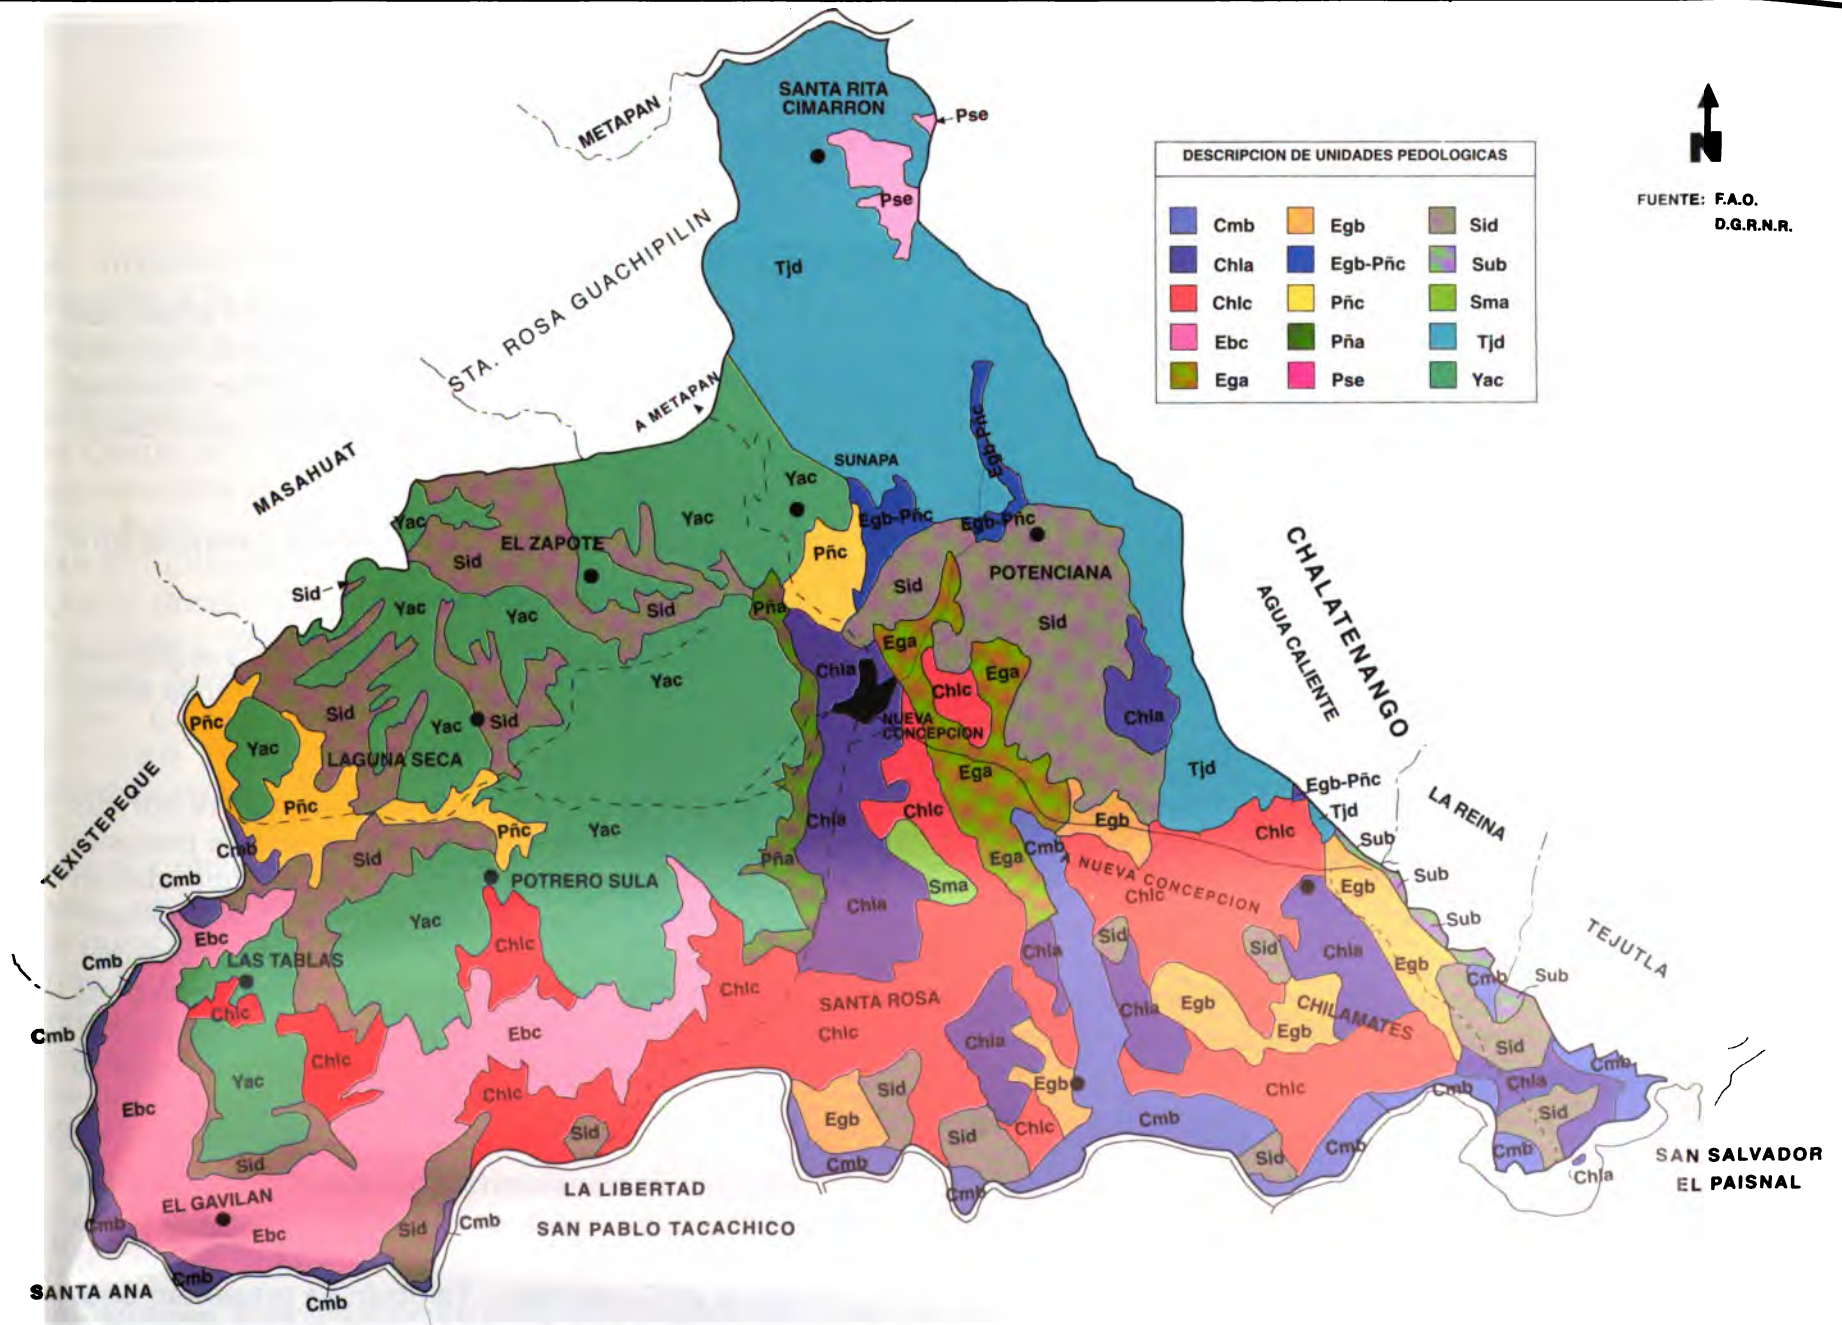 SANTA RITA
CIMARRON
Pse
METAPAN
Pse
Tjd
STA. ROSA GUACHIPILIN
A METAPAN
DESCRIPCION DE UNIDADES PEDOLOGICAS
Cmb
Egb
Sid
Chla
Egb-Pñc
Sub
Chlc
Pñc
Sma
Ebc
Pña
Tjd
Ega
Pse
Yac
N
FUENTE: F.A.O.
D.G.R.N.R.
MASAHUAT
SUNAPA
Egb-Pñc
Yac
Yac
Yac
Egb-Pñc
Egb-Pñc
EL ZAPOTE
Sid
Pñc
Sid
POTENCIANA
Sid
Yac
Yac
Sid
Pña
Sid
CHALATENANGO
AGUA CALIENTE
Ega
Chla
Yac
Ega
Chlc
Sid
Pñc
Yac
Yac
Sid
NUEVA
CONCEPCION
Chla
LAGUNA SECA
Ega
Tjd
Egb-Pñc
TEXISTEPEQUE
Pñc
Pñc
Yac
Chla
Chlc
Egb
Chlc
Tjd
LA REINA
Cmb
Sid
Pña
Ega
Cmb
Sub
A NUEVA CONCEPCION
Cmb
POTRERO SULA
Sma
Chlc
Egb
Sub
Yac
Chla
Sub
Ebc
Chlc
Sid
Sid
Chla
Chla
Egb
TEJUTLA
Cmb
LAS TABLAS
Chlc
Cmb
Sub
SANTA ROSA
Chla
Egb
CHILAMATES
Egb
Chlc
Cmb
Ebc
Chlc
Chla
Chlc
Sid
Yac
Chlc
Sid
Egb
Chlc
Cmb
Chla
Cmb
Ebc
Egb
Sid
Chlc
Cmb
Sid
Sid
Sid
Cmb
Cmb
Sid
Cmb
Sid
Chla
SAN SALVADOR
EL PAISNAL
EL GAVILAN
LA LIBERTAD
Cmb
Cmb
Ebc
Sid
Cmb
SAN PABLO TACACHICO
SANTA ANA
Cmb
Cmb